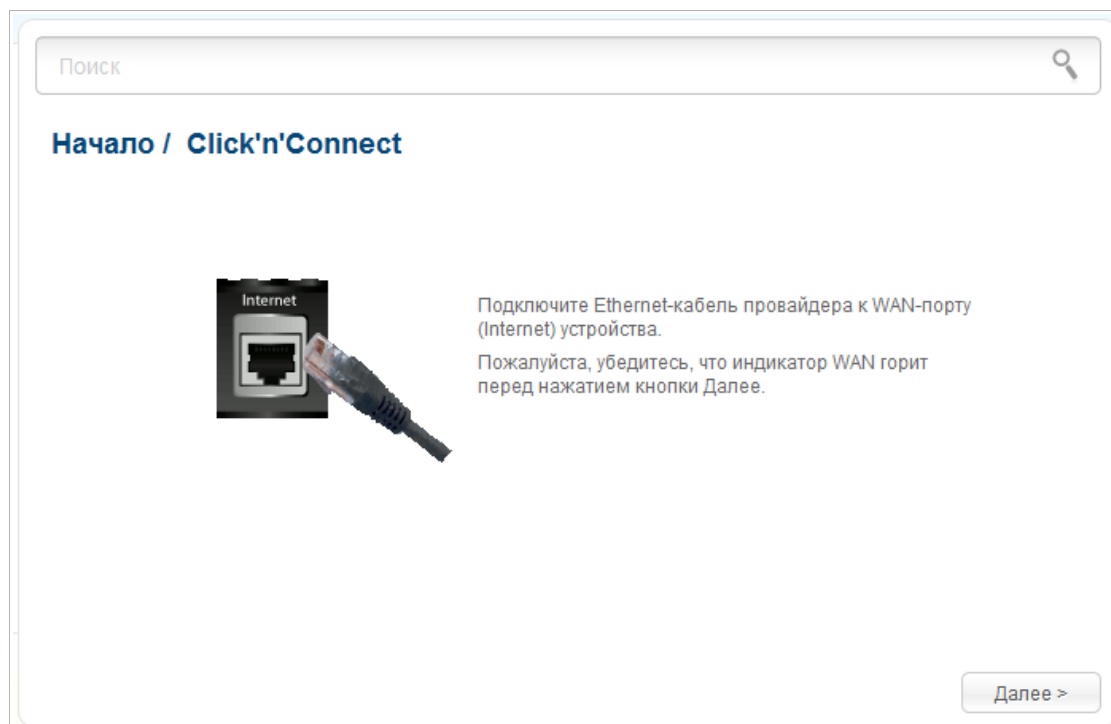 Поиск
Начало / Click'n'Connect
Internet
Подключите Ethernet-кабель провайдера к WAN-порту
(Internet) устройства.
Пожалуйста, убедитесь, что индикатор WAN горит
перед нажатием кнопки Далее.
Далее >